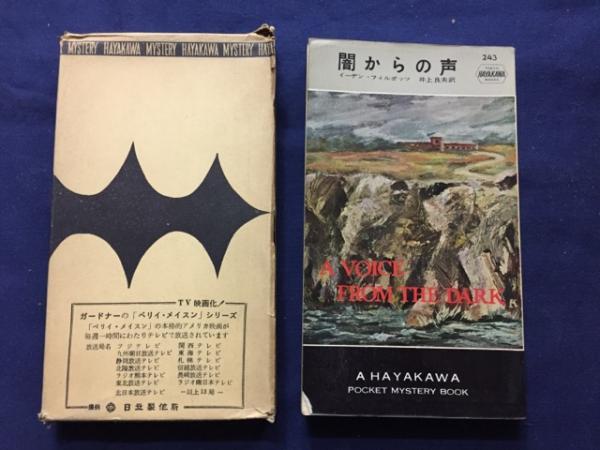 MYSTERY HAYAKAWA MYSTERY HAYAKAWA MYSTERY HAYA
TV映画化!
ガードナーの「ペリイ・メイスン」シリーズ
「ペリイ・メイスン」の本格的アメリカ映画が
毎週一時間にわたりテレビで放送されています
放送局名 フジテレビ 関西テレビ
九州朝日放送テレビ 東海テレビ
静岡放送テレビ 札幌テレビ
北陸放送テレビ 信越放送テレビ
ラジオ熊本テレビ 長崎放送テレビ
東北放送テレビ ラジオ南日本テレビ
北日本放送テレビ 一以上13局一
提供 日立製作所
闇からの声
243
イーデン・フィルポッツ 井上良夫訳
HAYAKAWA
A VOICE
FROM THE DARK
A HAYAKAWA
POCKET MYSTERY BOOK